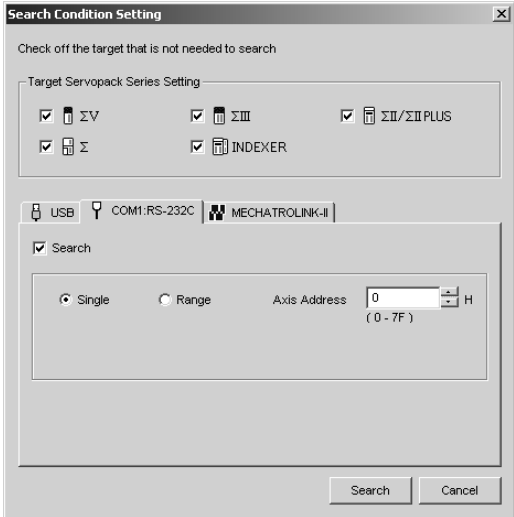 Search Condition Setting
Check off the target that is not needed to search
Target Servopack Series Setting
ΣV ΣIII ΣII/ΣII PLUS
Σ INDEXER
USB COM1:RS-232C MECHATROLINK-II
Search
Single Range Axis Address 0 H
( 0 - 7F )
Search Cancel